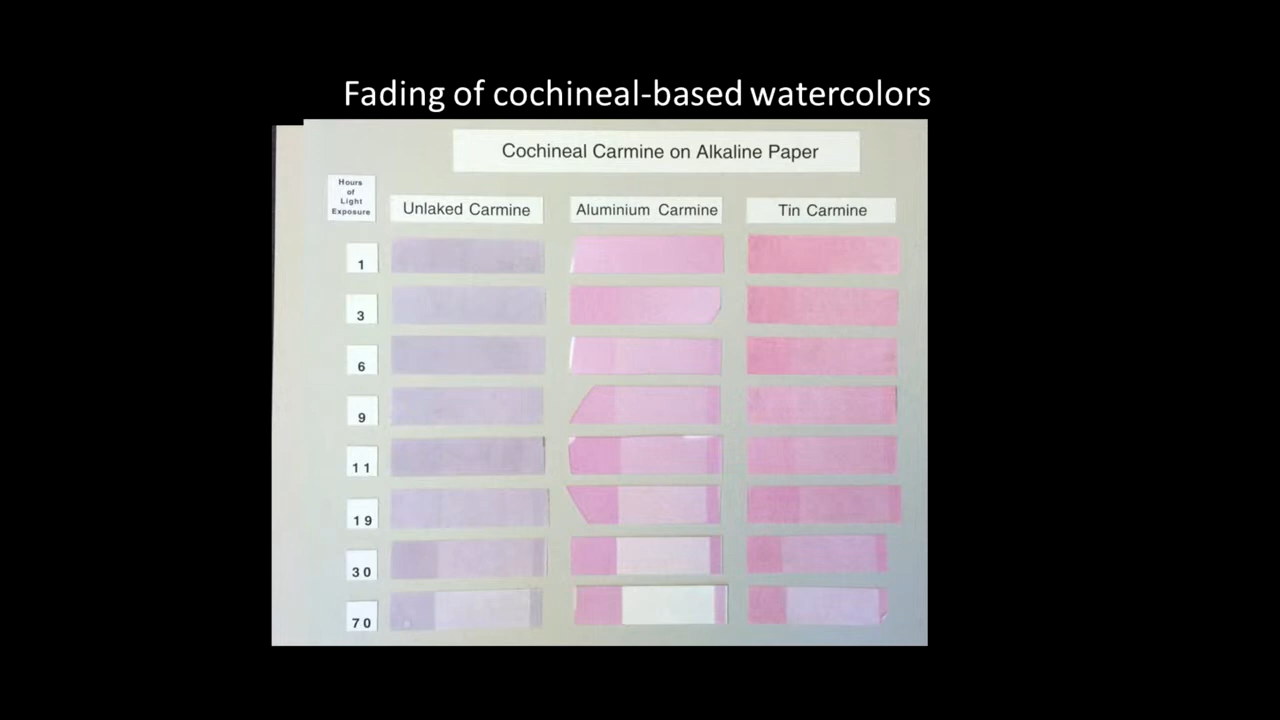 Fading of cochineal-based watercolors
Cochineal Carmine on Alkaline Paper
Hours
of
Light
Exposure
Unlaked Carmine
Aluminium Carmine
Tin Carmine
1
3
6
9
11
19
30
70